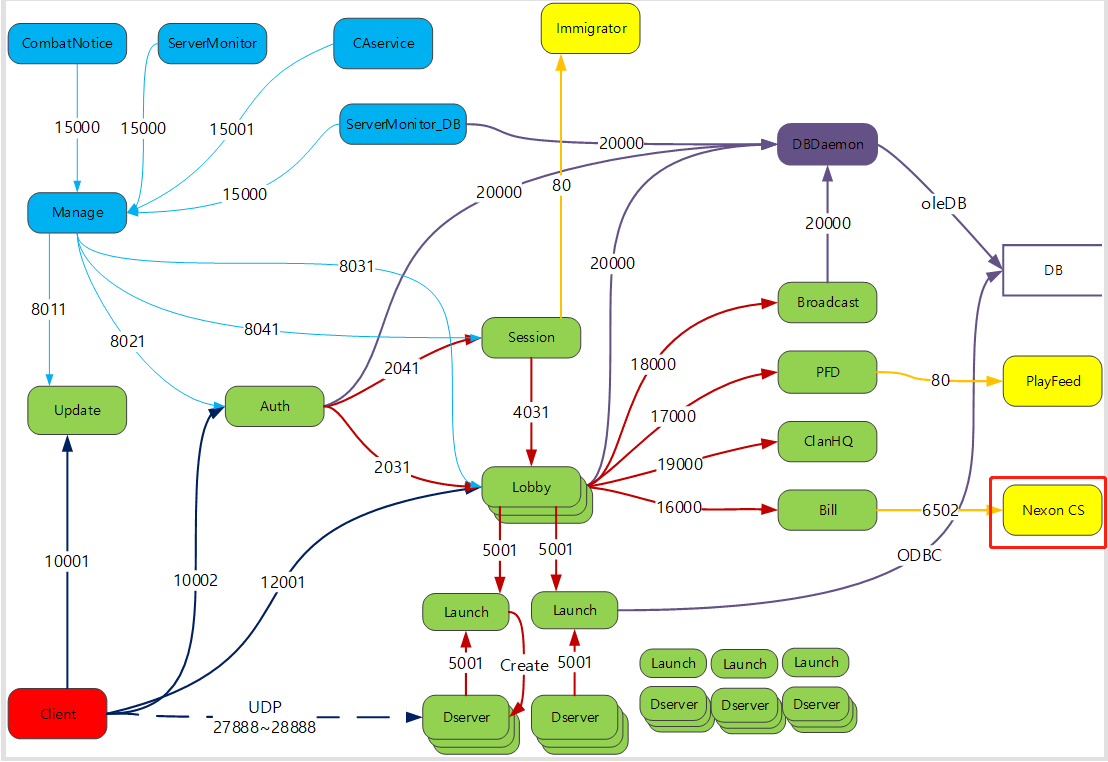 Immigrator
CombatNotice
ServerMonitor
CAservice
15000
15000
15001
ServerMonitor_DB
20000
DBDaemon
15000
20000
80
oleDB
Manage
20000
8031
20000
DB
8011
8041
Broadcast
8021
Session
2041
18000
PFD
80
PlayFeed
Update
Auth
4031
17000
ClanHQ
2031
19000
Lobby
16000
Bill
6502
Nexon CS
10001
10002
12001
5001
5001
ODBC
Launch
Launch
5001
Create
5001
Launch
Launch
Launch
Client
UDP
27888~28888
Dserver
Dserver
Dserver
Dserver
Dserver